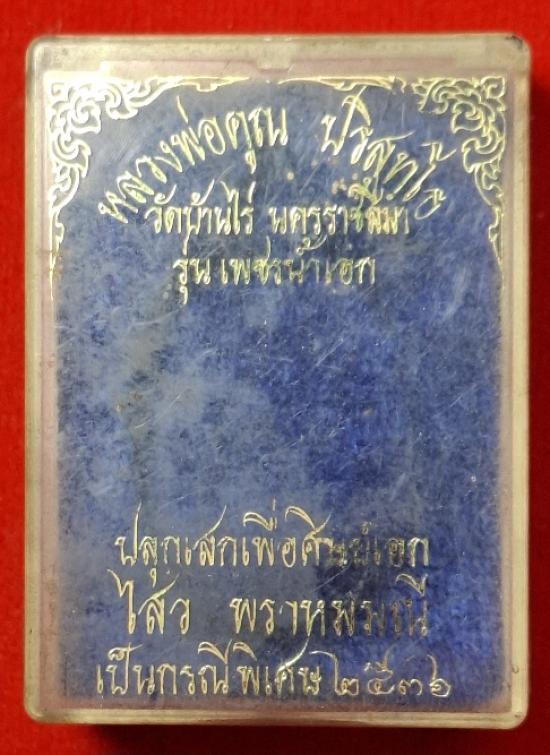 หลวงพ่อคูณ ปริสุทโธ
วัดบ้านไร่ นครราชสีมา
รุ่นเพชรน้ำเอก
ปลุกเสกเพื่อศิษย์เอก
ไสว พราหมณี
เป็นกรณีพิเศษ ๒๕๓๖